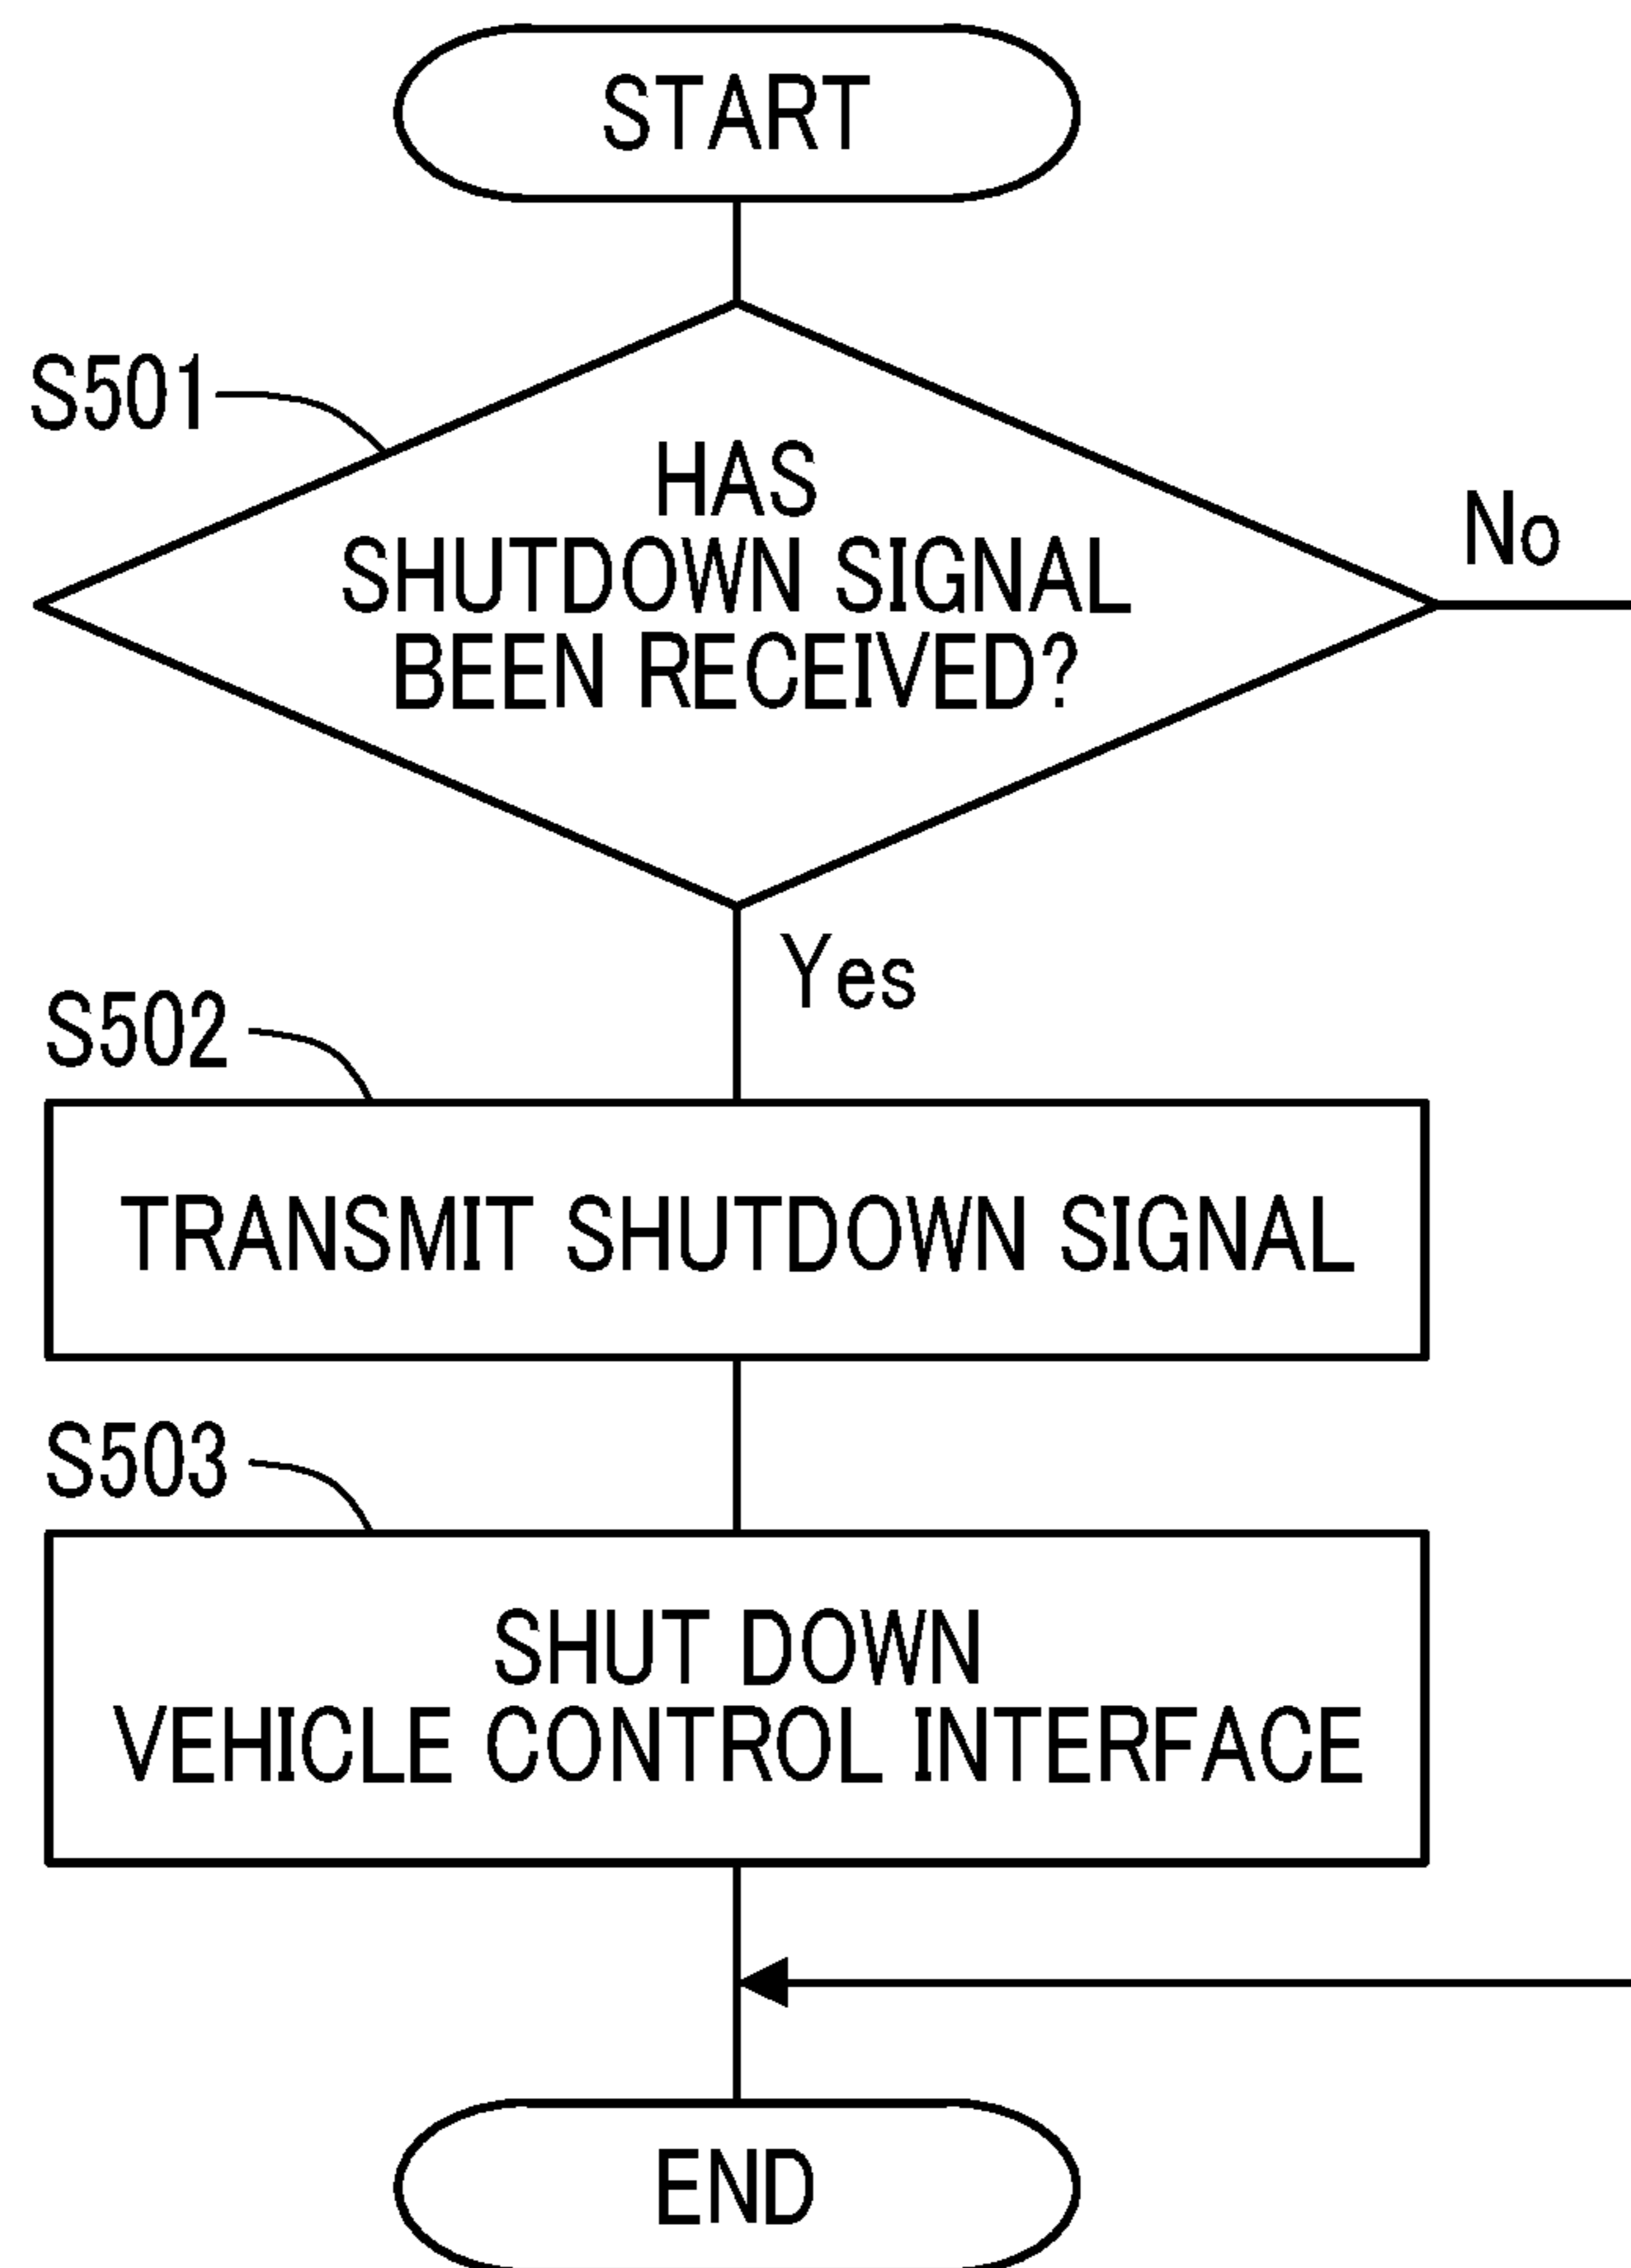 START
S501
HAS
SHUTDOWN SIGNAL
BEEN RECEIVED?
No
Yes
S502
TRANSMIT SHUTDOWN SIGNAL
S503
SHUT DOWN
VEHICLE CONTROL INTERFACE
END